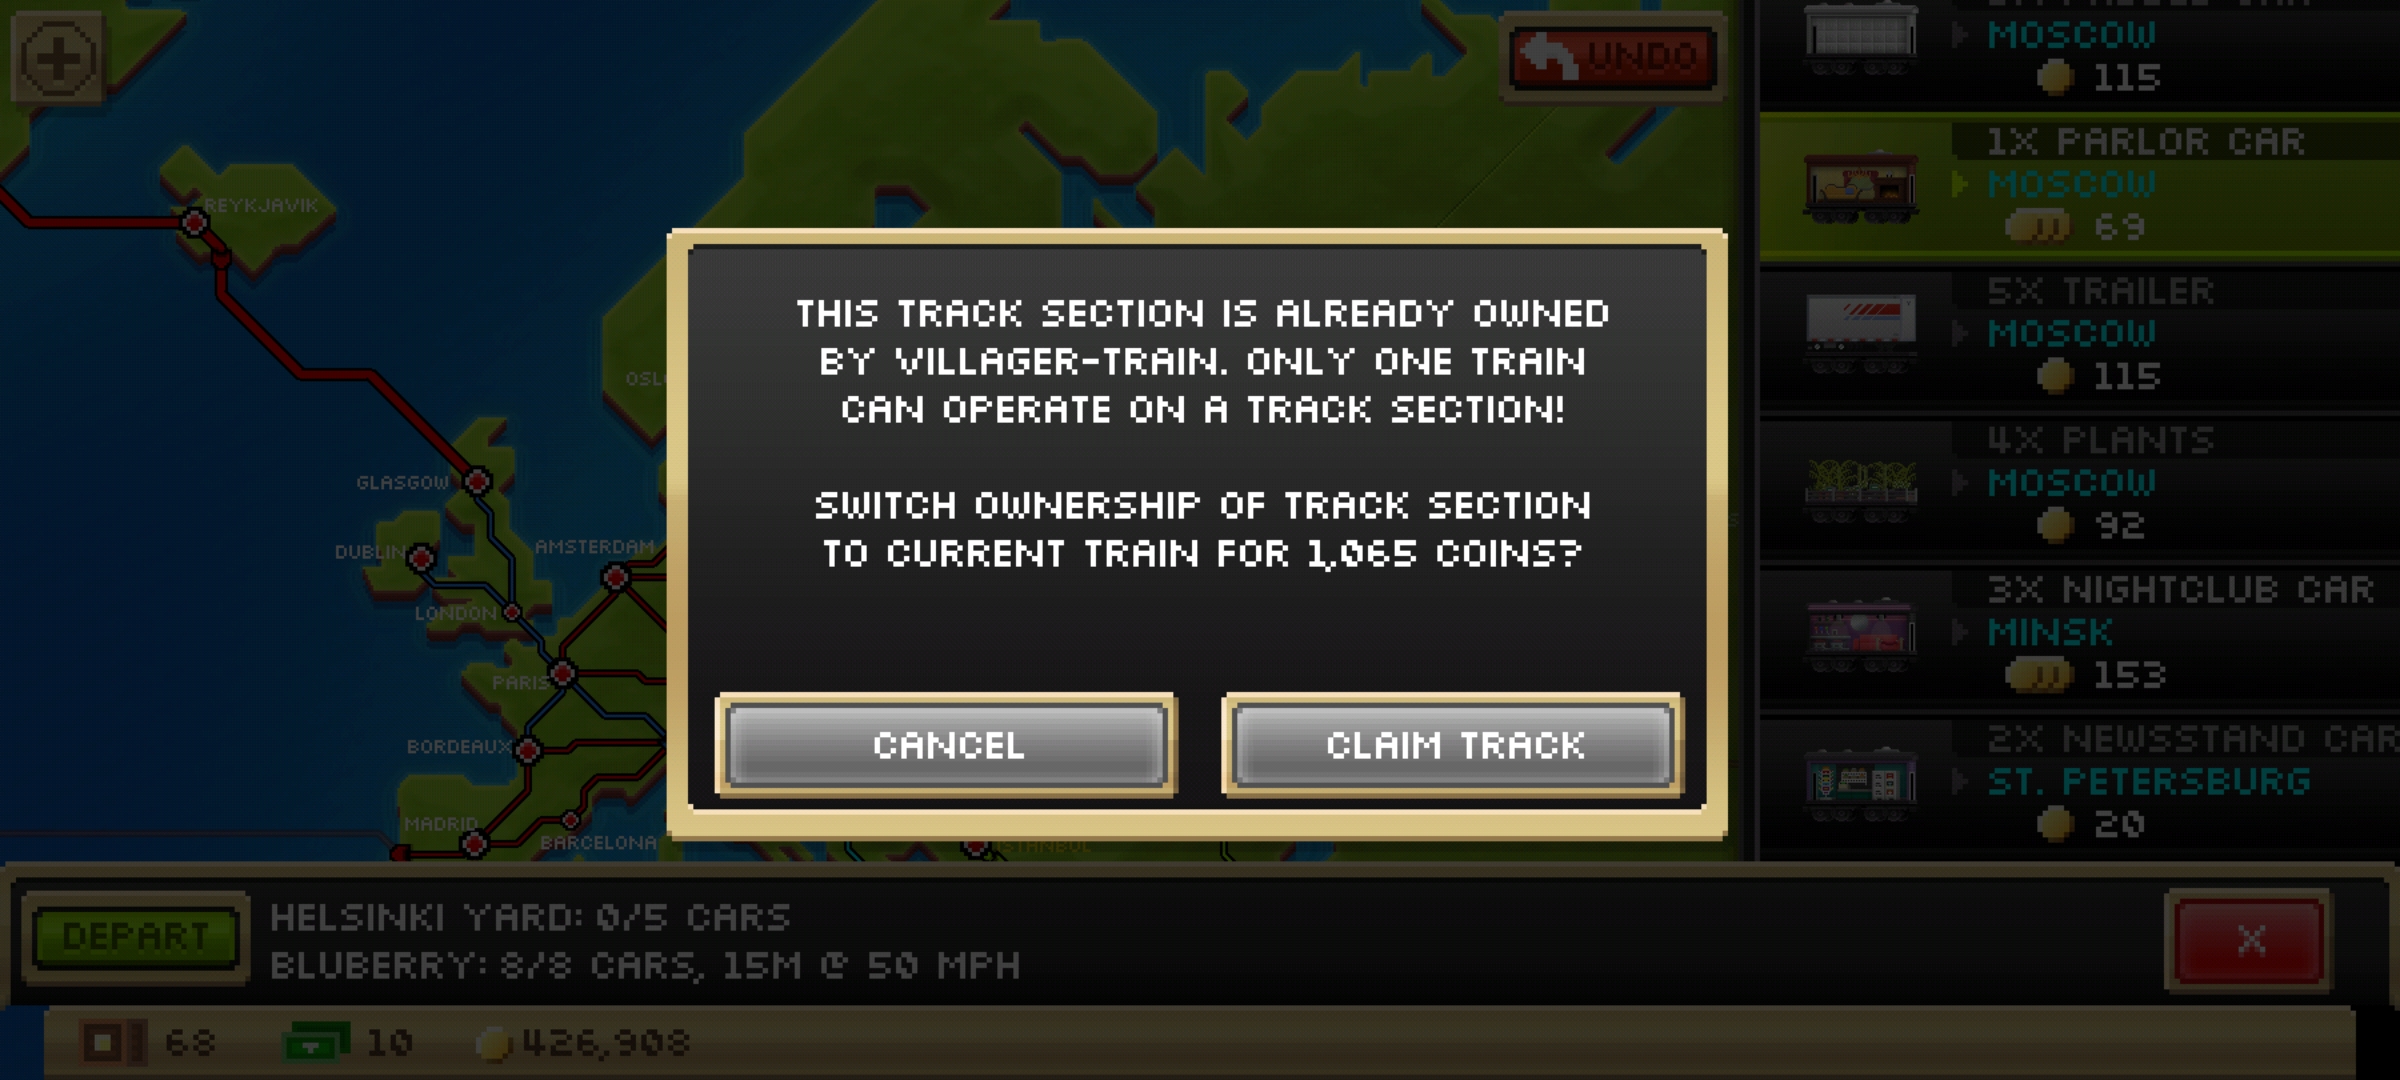 UNDO
MOSCOW
115
1X PARLOR CAR
MOSCOW
69
5X TRAILER
MOSCOW
115
4X PLANTS
MOSCOW
92
3X NIGHTCLUB CAR
MINSK
153
2X NEWSSTAND CAR
ST. PETERSBURG
20
REYKJAVIK
GLASGOW
DUBLIN
AMSTERDAM
LONDON
PARIS
BORDEAUX
MADRID
BARCELONA
ISTANBUL
THIS TRACK SECTION IS ALREADY OWNED
BY VILLAGER-TRAIN. ONLY ONE TRAIN
CAN OPERATE ON A TRACK SECTION!
SWITCH OWNERSHIP OF TRACK SECTION
TO CURRENT TRAIN FOR 1,065 COINS?
CANCEL
CLAIM TRACK
DEPART
HELSINKI YARD: 0/5 CARS
BLUBERRY: 8/8 CARS, 15M @ 50 MPH
X
68
10
426,908